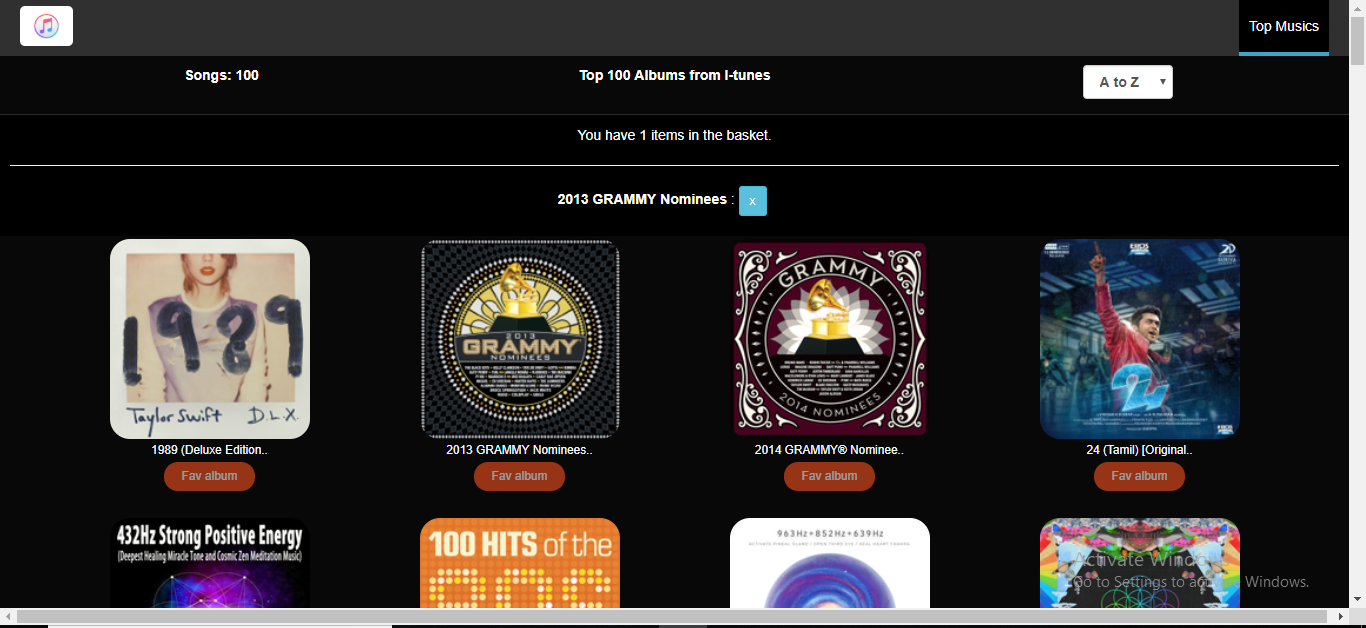 Top Musics
Songs: 100
Top 100 Albums from I-tunes
A to Z
You have 1 items in the basket.
2013 GRAMMY Nominees : x
1989
Taylor Swift D.L.X.
2013
GRAMMY
NOMINEES
GRAMMY
2014 NOMINEES
24
1989 (Deluxe Edition..
2013 GRAMMY Nominees..
2014 GRAMMY® Nominee..
24 (Tamil) [Original..
Fav album
Fav album
Fav album
Fav album
432Hz Strong Positive Energy
(Deepest Healing Miracle Tone and Cosmic Zen Meditation Music)
100 HITS of the
963Hz+852Hz+639Hz
Activate Windows
Go to Settings to activate Windows.